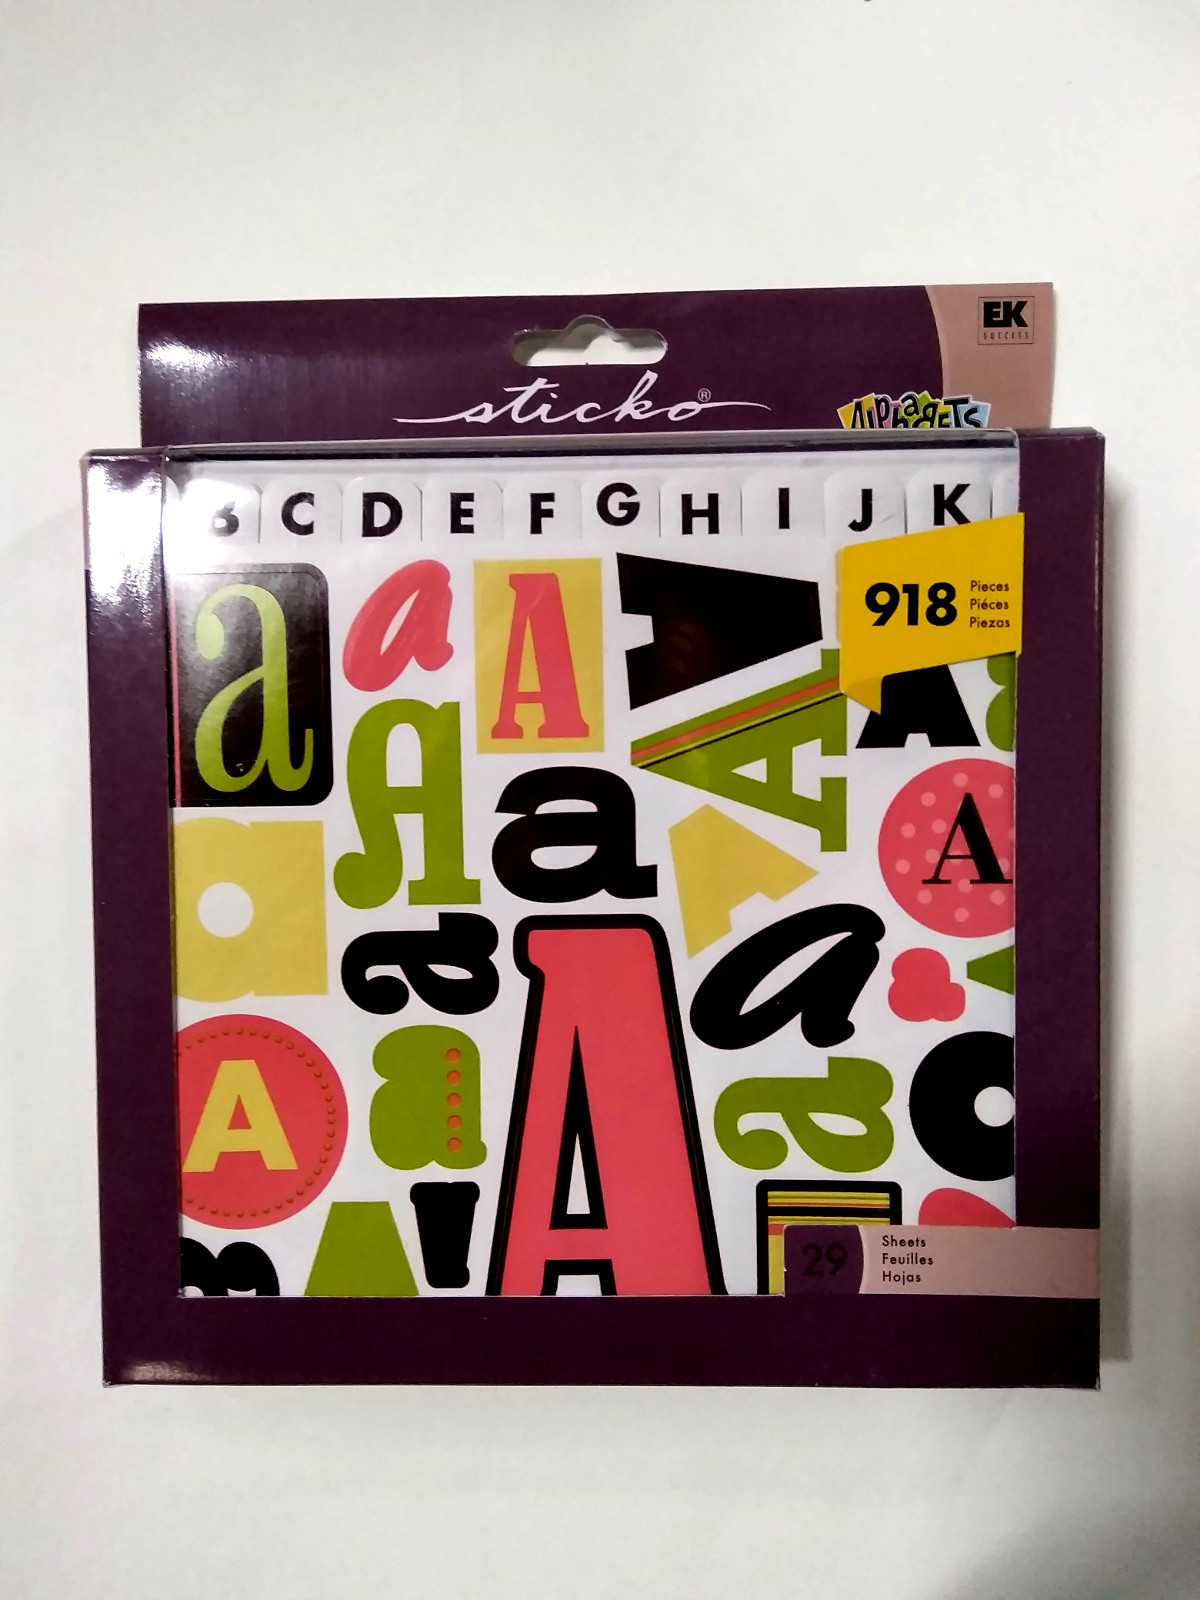 EK
SUCCESS
sticko®
AlphaBETS
B C D E F G H I J K
918 Pieces
Piéces
Piezas
a a A A
A A A
a a A A
a
a A a
A a a
A
29 Sheets
Feuilles
Hojas